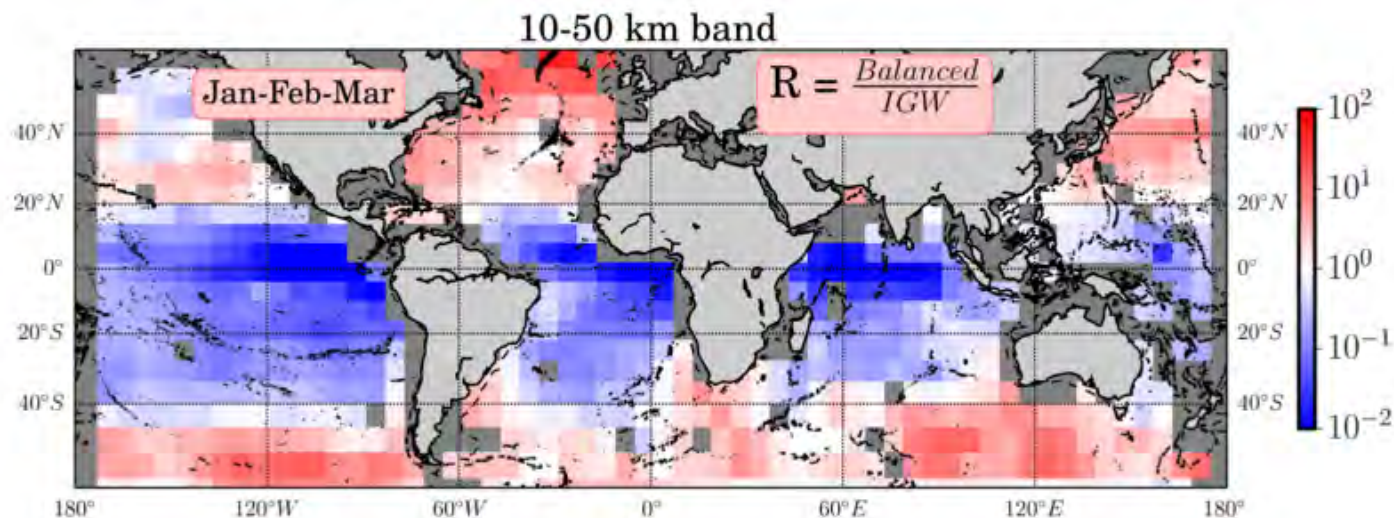 10-50 km band
Jan-Feb-Mar
R = Balanced / IGW
10²
40°N 40°N
10¹
20°N 20°N
0° 0°
10⁰
20°S 20°S
10⁻¹
40°S 40°S
10⁻²
180° 120°W 60°W 0° 60°E 120°E 180°